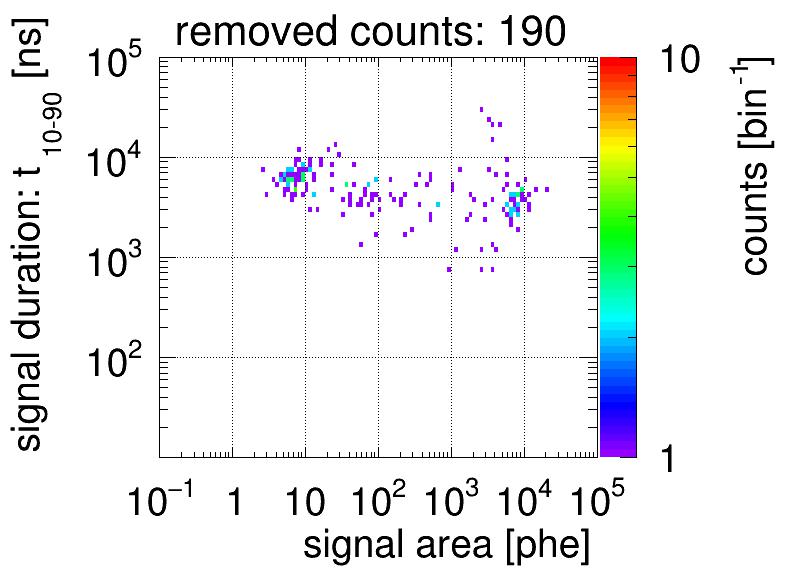 removed counts: 190
signal duration: t 10-90 [ns]
10^5
10^4
10^3
10^2
10^−1 1 10 10^2 10^3 10^4 10^5
signal area [phe]
10
1
counts [bin^-1]